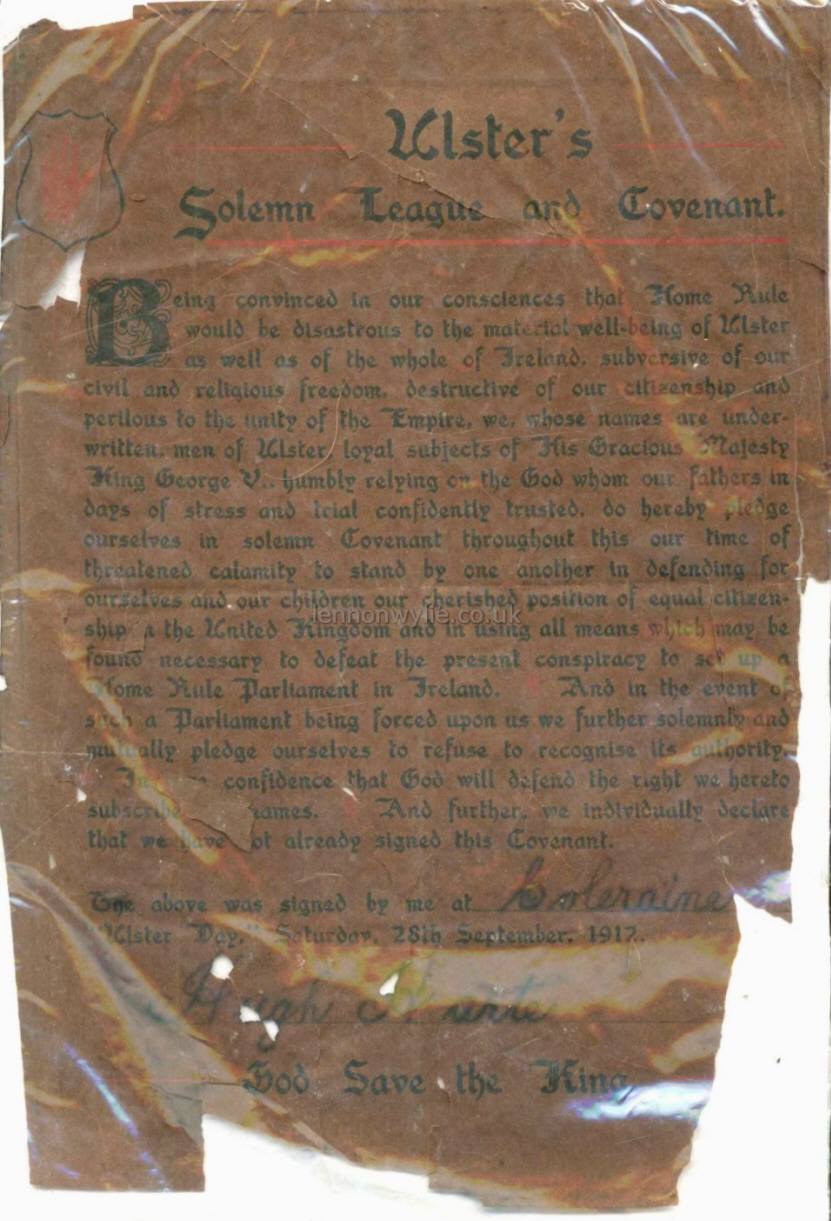 Ulster's
Solemn League and Covenant.
Being convinced in our consciences that Home Rule
would be disastrous to the material well-being of Ulster
as well as of the whole of Ireland, subversive of our
civil and religious freedom, destructive of our citizenship and
perilous to the unity of the Empire, we, whose names are under-
written, men of Ulster, loyal subjects of His Gracious Majesty
King George V., humbly relying on the God whom our fathers in
days of stress and trial confidently trusted, do hereby pledge
ourselves in solemn Covenant throughout this our time of
threatened calamity to stand by one another in defending for
ourselves and our children our cherished position of equal citizen-
lennonwylie.co.uk
ship in the United Kingdom and in using all means which may be
found necessary to defeat the present conspiracy to set up a
Home Rule Parliament in Ireland. And in the event of
such a Parliament being forced upon us we further solemnly and
mutually pledge ourselves to refuse to recognise its authority.
In confidence that God will defend the right we hereto
subscribe names. And further, we individually declare
that we have not already signed this Covenant.
The above was signed by me at Coleraine
"Ulster Day," Saturday, 28th September, 1912.
Hugh
God Save the King.